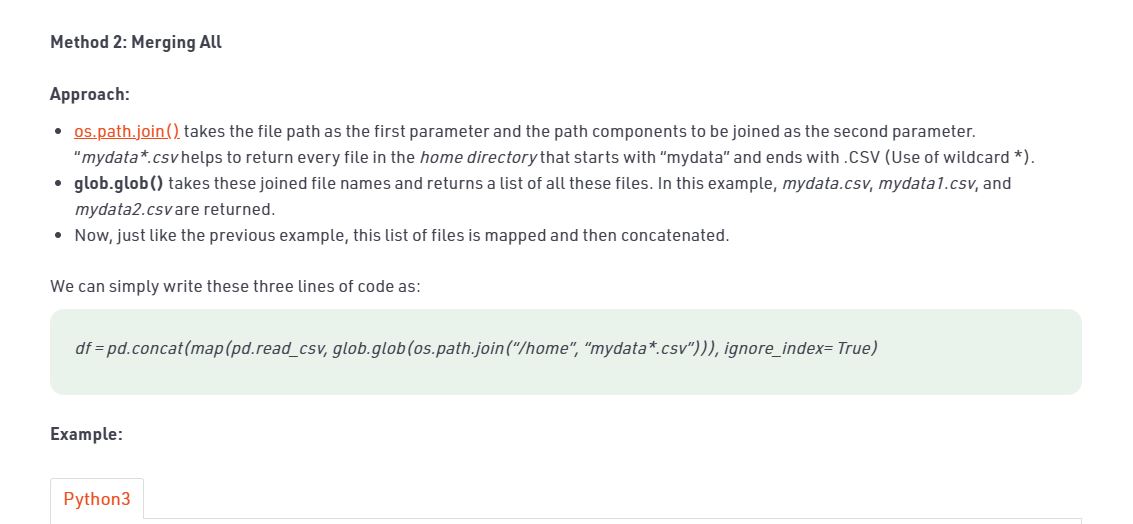 Method 2: Merging All
Approach:
os.path.join() takes the file path as the first parameter and the path components to be joined as the second parameter.
“mydata*.csv helps to return every file in the home directory that starts with “mydata” and ends with .CSV (Use of wildcard *).
glob.glob() takes these joined file names and returns a list of all these files. In this example, mydata.csv, mydata1.csv, and
mydata2.csv are returned.
Now, just like the previous example, this list of files is mapped and then concatenated.
We can simply write these three lines of code as:
df = pd.concat(map(pd.read_csv, glob.glob(os.path.join(“/home”, “mydata*.csv”))), ignore_index= True)
Example:
Python3